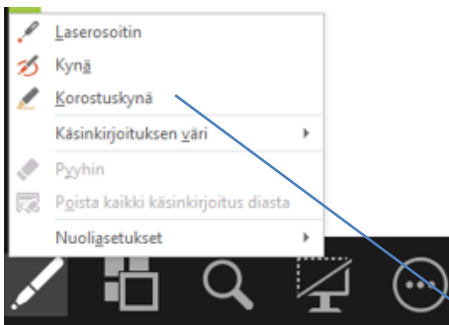 Laserosoitin
Kynä
Korostuskynä
Käsinkirjoituksen väri
Pyyhin
Poista kaikki käsinkirjoitus diasta
Nuoliasetukset